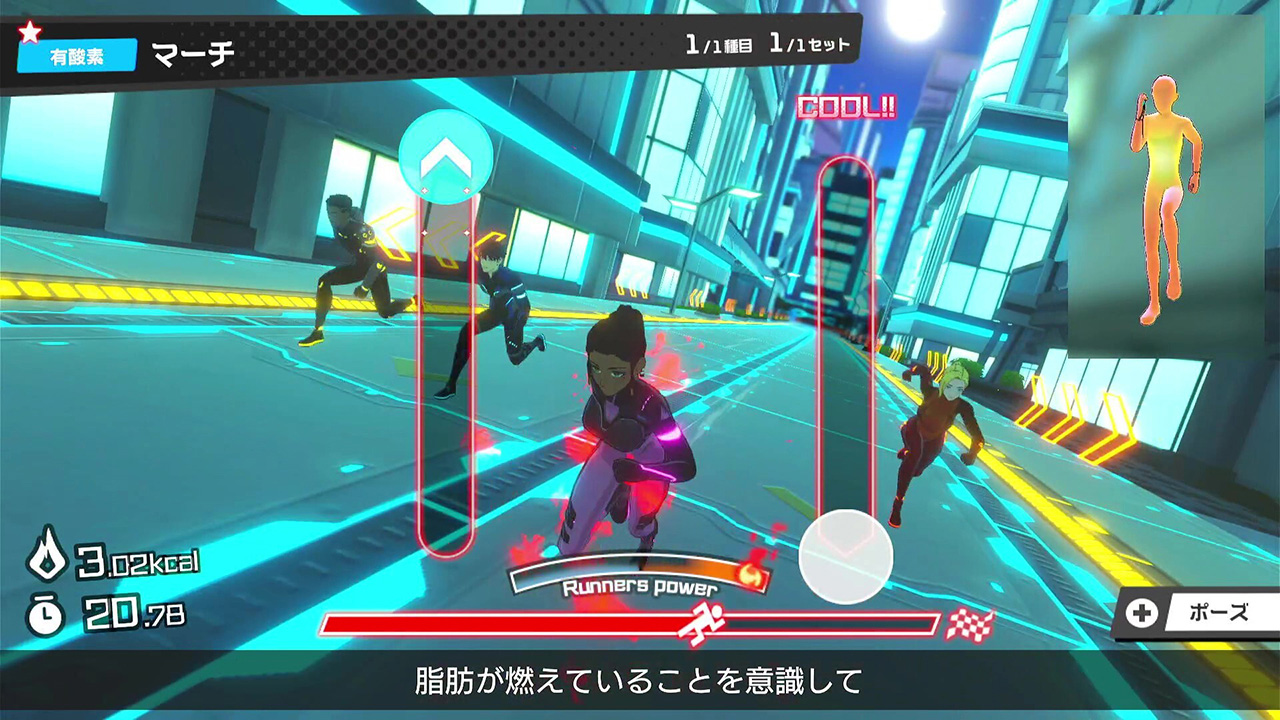 有酸素 マーチ
1/1種目 1/1セット
COOL!!
3.02kcal
20.78
Runners power
ポーズ
脂肪が燃えていることを意識して